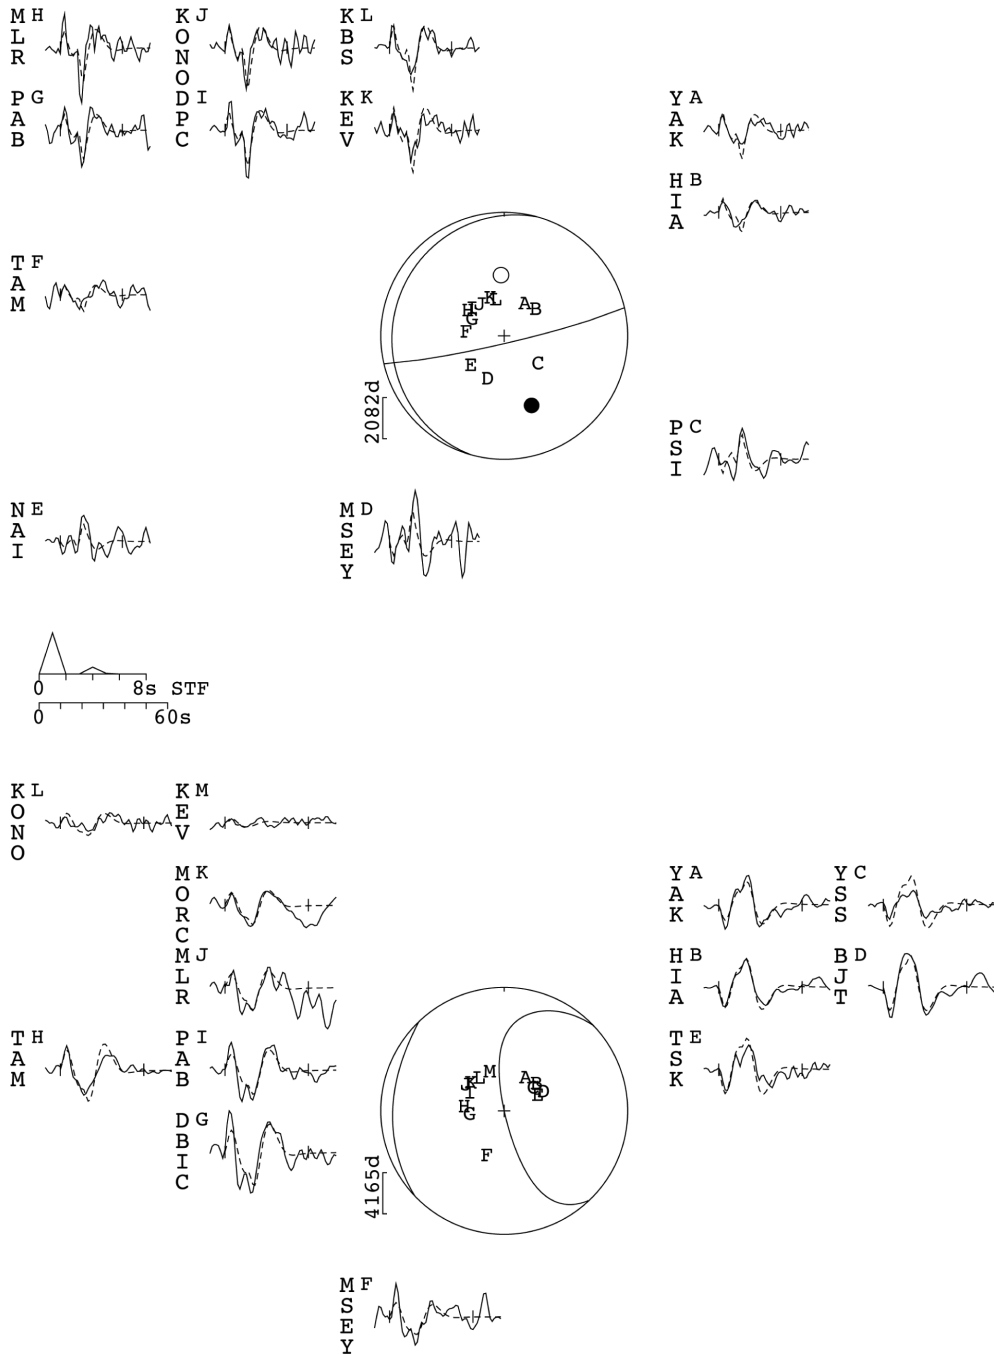 MLR H
KONO J
KBS L
PAB G
DPC I
KEV K
YAK A
HIA B
TAM F
H I J K L A B
G
F
E D C
2082d
PSI C
NAI E
MSEY D
0 8s STF
0 60s
KONO L
KEV M
MORC K
YAK A
YSS C
MLR J
HIA B
BJT D
TAM H
PAB I
TSK E
J K L M A B
I C E D
H G
F
DBIC G
4165d
MSEY F